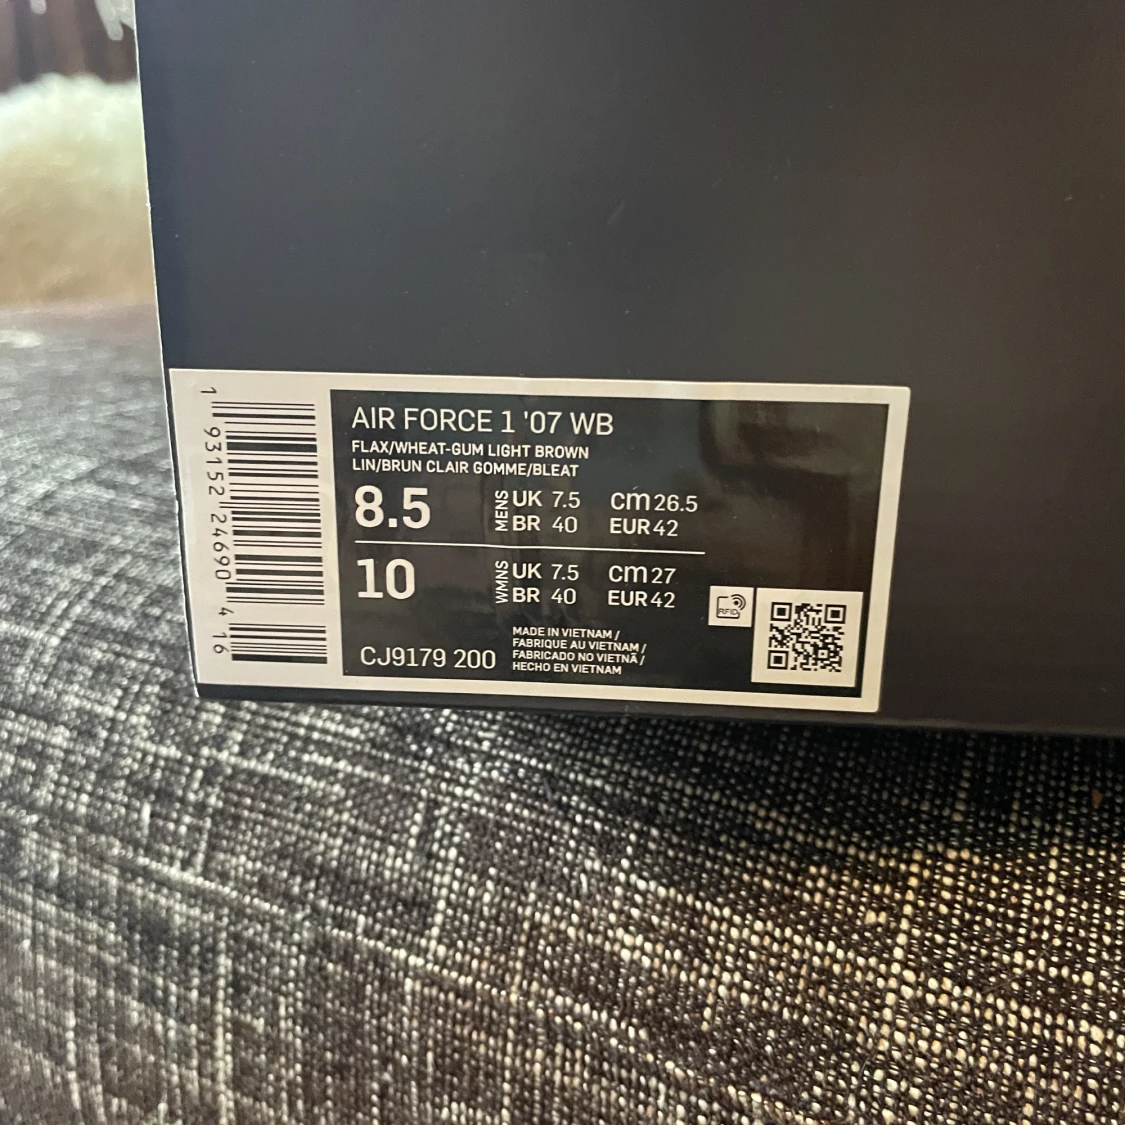 AIR FORCE 1 '07 WB
FLAX/WHEAT-GUM LIGHT BROWN
LIN/BRUN CLAIR GOMME/BLEAT
8.5 MENS UK 7.5 cm 26.5
BR 40 EUR 42
10 WMNS UK 7.5 cm 27
BR 40 EUR 42
CJ9179 200
MADE IN VIETNAM /
FABRIQUE AU VIETNAM /
FABRICADO NO VIETNÃ /
HECHO EN VIETNAM
RFID
1 93152 24690 4 16